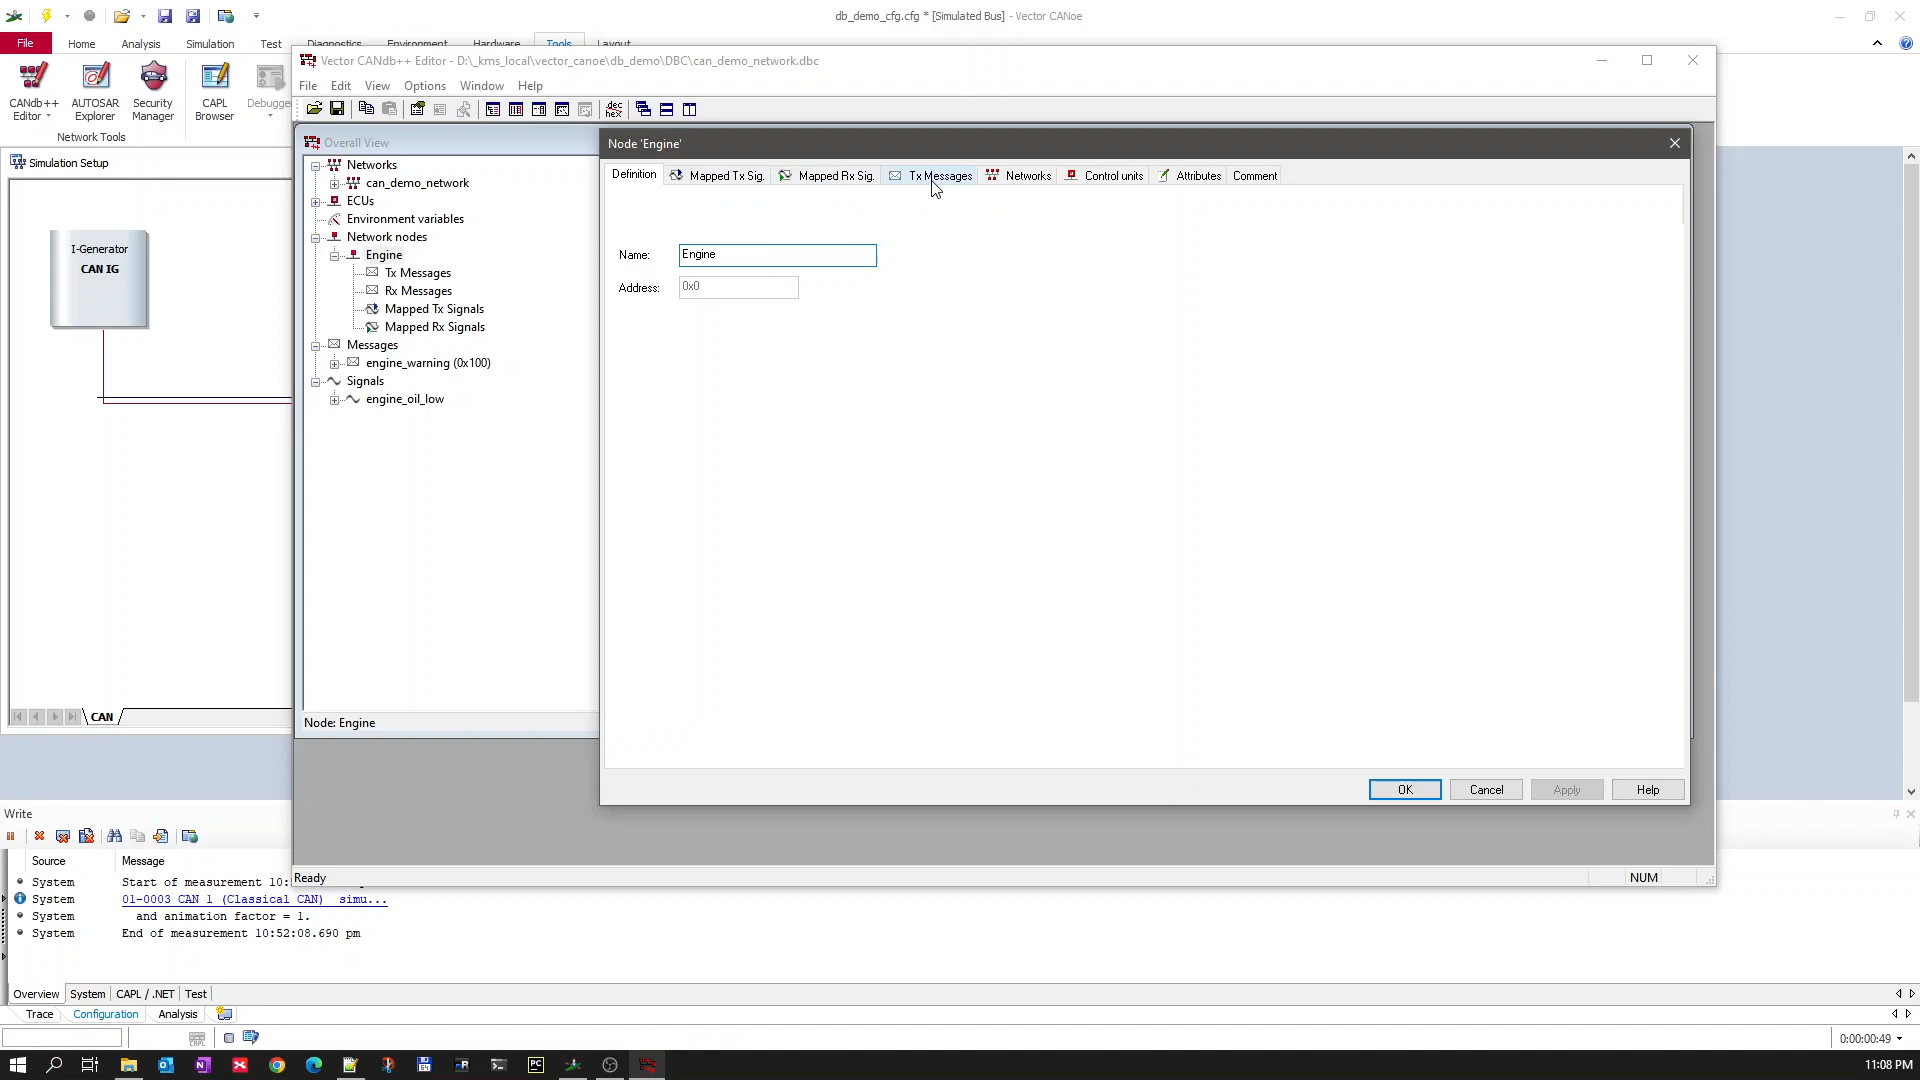 db_demo_cfg.cfg * [Simulated Bus] - Vector CANoe
File Home Analysis Simulation Test Diagnostics Environment Hardware Tools Layout
CANdb++ Editor
AUTOSAR Explorer
Security Manager
CAPL Browser
Debugge
Network Tools
Vector CANdb++ Editor - D:\_kms_local\vector_canoe\db_demo\DBC\can_demo_network.dbc
File Edit View Options Window Help
.dec
hex
Simulation Setup
I-Generator
CAN IG
CAN
Overall View
Networks
can_demo_network
ECUs
Environment variables
Network nodes
Engine
Tx Messages
Rx Messages
Mapped Tx Signals
Mapped Rx Signals
Messages
engine_warning (0x100)
Signals
engine_oil_low
Node: Engine
Node 'Engine'
Definition Mapped Tx Sig. Mapped Rx Sig. Tx Messages Networks Control units Attributes Comment
Name: Engine
Address: 0x0
OK Cancel Apply Help
Ready
NUM
Write
Source Message
System Start of measurement 10:
System 01-0003 CAN 1 (Classical CAN) simu...
System and animation factor = 1.
System End of measurement 10:52:08.690 pm
Overview System CAPL / .NET Test
Trace Configuration Analysis
CAPL
0:00:00:49
11:08 PM